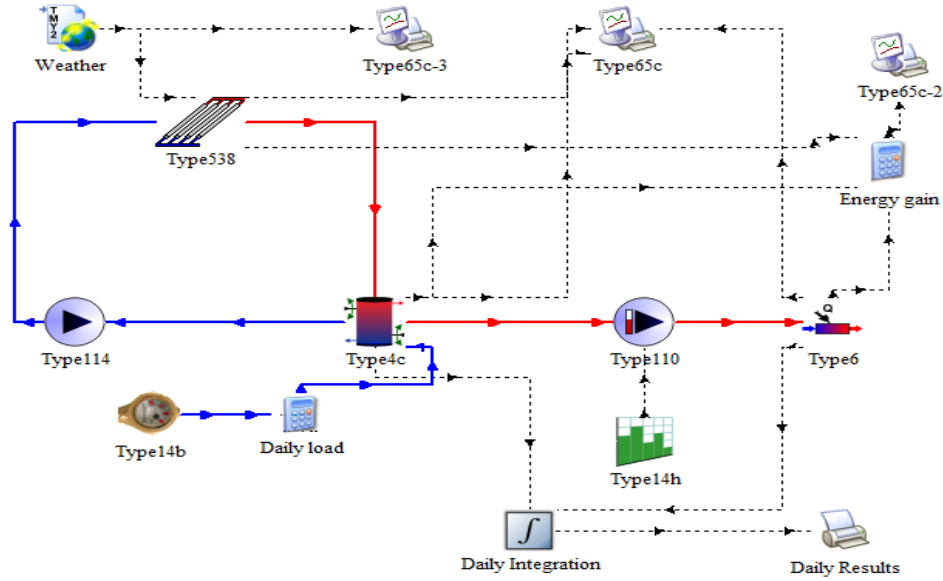 TMY2
Weather
Type65c-3
Type65c
Type65c-2
Type538
Energy gain
Type114
Type4c
Type110
Q
Type6
Type14b
Daily load
Type14h
∫
Daily Integration
Daily Results